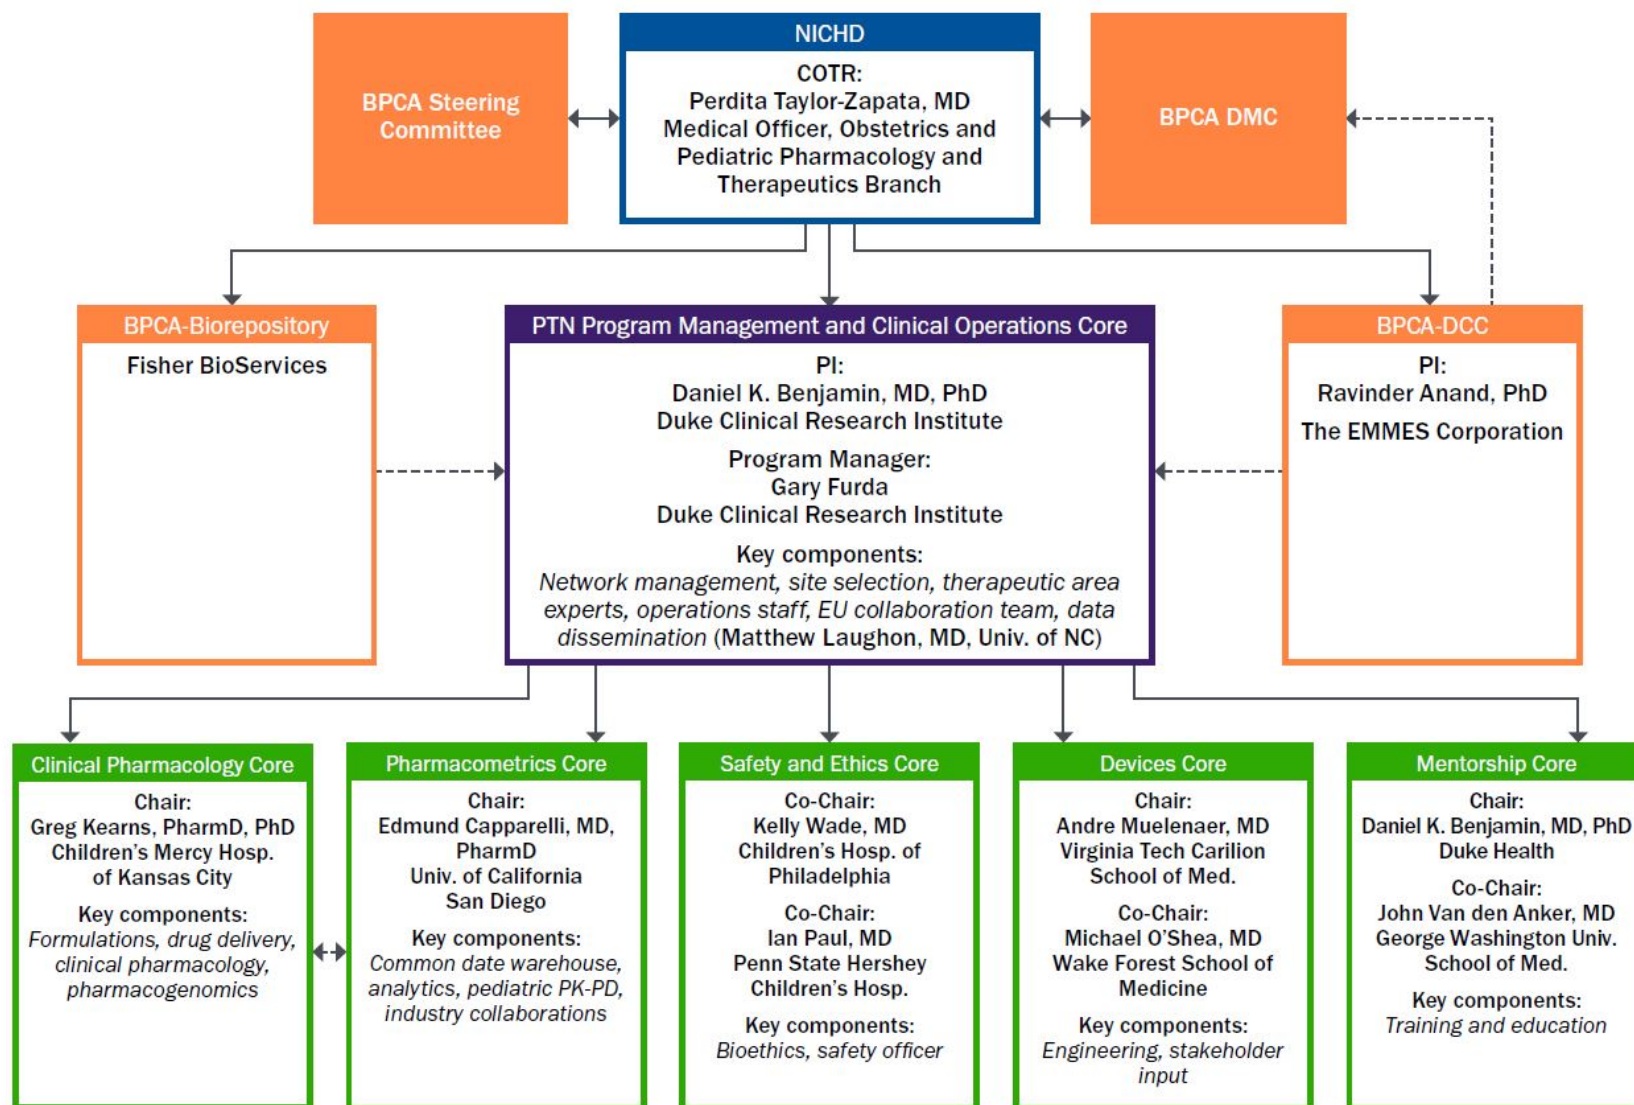 BPCA Steering
Committee
NICHD
COTR:
Perdita Taylor-Zapata, MD
Medical Officer, Obstetrics and
Pediatric Pharmacology and
Therapeutics Branch
BPCA DMC
BPCA-Biorepository
Fisher BioServices
PTN Program Management and Clinical Operations Core
PI:
Daniel K. Benjamin, MD, PhD
Duke Clinical Research Institute
Program Manager:
Gary Furda
Duke Clinical Research Institute
Key components:
Network management, site selection, therapeutic area
experts, operations staff, EU collaboration team, data
dissemination (Matthew Laughon, MD, Univ. of NC)
BPCA-DCC
PI:
Ravinder Anand, PhD
The EMMES Corporation
Clinical Pharmacology Core
Chair:
Greg Kearns, PharmD, PhD
Children's Mercy Hosp.
of Kansas City
Key components:
Formulations, drug delivery,
clinical pharmacology,
pharmacogenomics
Pharmacometrics Core
Chair:
Edmund Capparelli, MD,
PharmD
Univ. of California
San Diego
Key components:
Common date warehouse,
analytics, pediatric PK-PD,
industry collaborations
Safety and Ethics Core
Co-Chair:
Kelly Wade, MD
Children's Hosp. of
Philadelphia
Co-Chair:
Ian Paul, MD
Penn State Hershey
Children's Hosp.
Key components:
Bioethics, safety officer
Devices Core
Chair:
Andre Muelenaer, MD
Virginia Tech Carilion
School of Med.
Co-Chair:
Michael O'Shea, MD
Wake Forest School of
Medicine
Key components:
Engineering, stakeholder
input
Mentorship Core
Chair:
Daniel K. Benjamin, MD, PhD
Duke Health
Co-Chair:
John Van den Anker, MD
George Washington Univ.
School of Med.
Key components:
Training and education